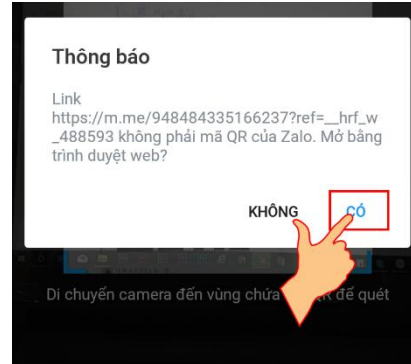 Thông báo
Link
https://m.me/948484335166237?ref=__hrf_w
_488593 không phải mã QR của Zalo. Mở bằng
trình duyệt web?
KHÔNG CÓ
Di chuyển camera đến vùng chứa để quét